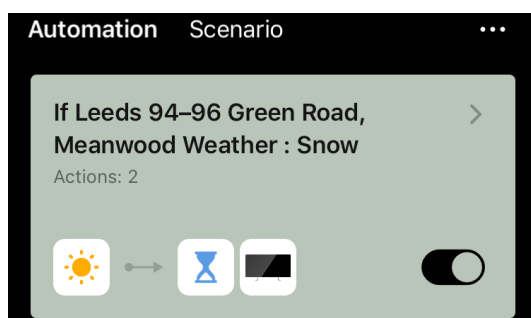 Automation Scenario
If Leeds 94–96 Green Road,
Meanwood Weather : Snow
Actions: 2